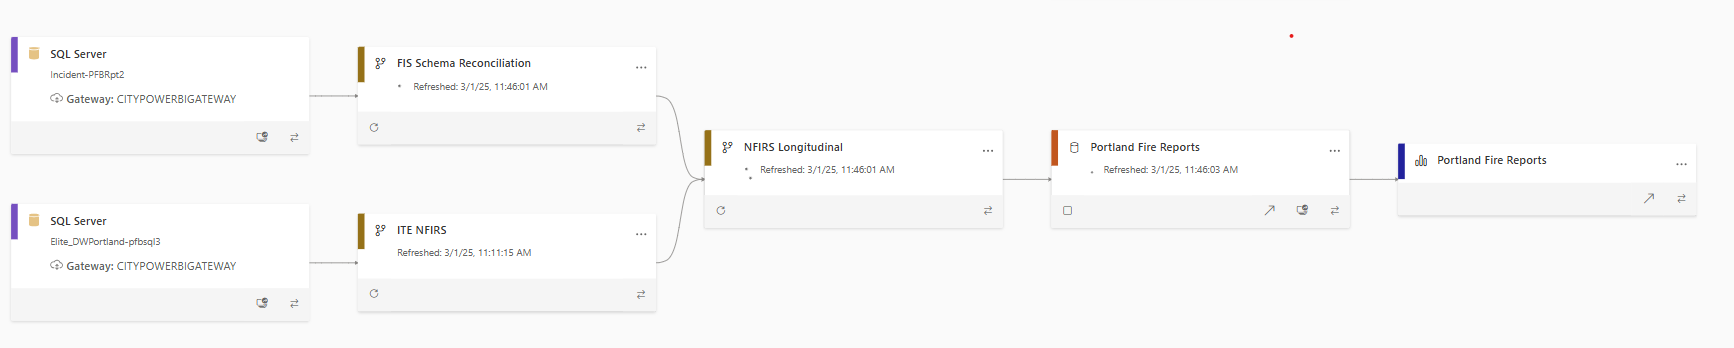 SQL Server
Incident-PFBRpt2
Gateway: CITYPOWERBIGATEWAY
FIS Schema Reconciliation
Refreshed: 3/1/25, 11:46:01 AM
SQL Server
Elite_DWPortland-pfbsql3
Gateway: CITYPOWERBIGATEWAY
ITE NFIRS
Refreshed: 3/1/25, 11:11:15 AM
NFIRS Longitudinal
Refreshed: 3/1/25, 11:46:01 AM
Portland Fire Reports
Refreshed: 3/1/25, 11:46:03 AM
Portland Fire Reports